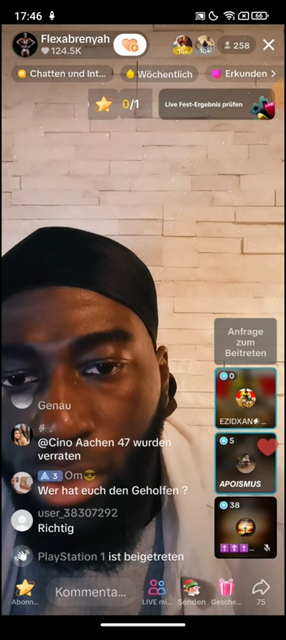 17:46
66
Flexabrenyah
124.5K
258
Chatten und Int...
Wöchentlich
Erkunden >
0/1
Live Fest-Ergebnis prüfen
Anfrage
zum
Beitreten
0
EZIDXAN
5
APOISMUS
38
Genau
@Cino Aachen 47 wurden
verraten
3 Om😎
Wer hat euch den Geholfen ?
user_38307292
Richtig
PlayStation 1 ist beigetreten
Abonn...
Kommenta...
LIVE mi...
Senden
Gesche...
75